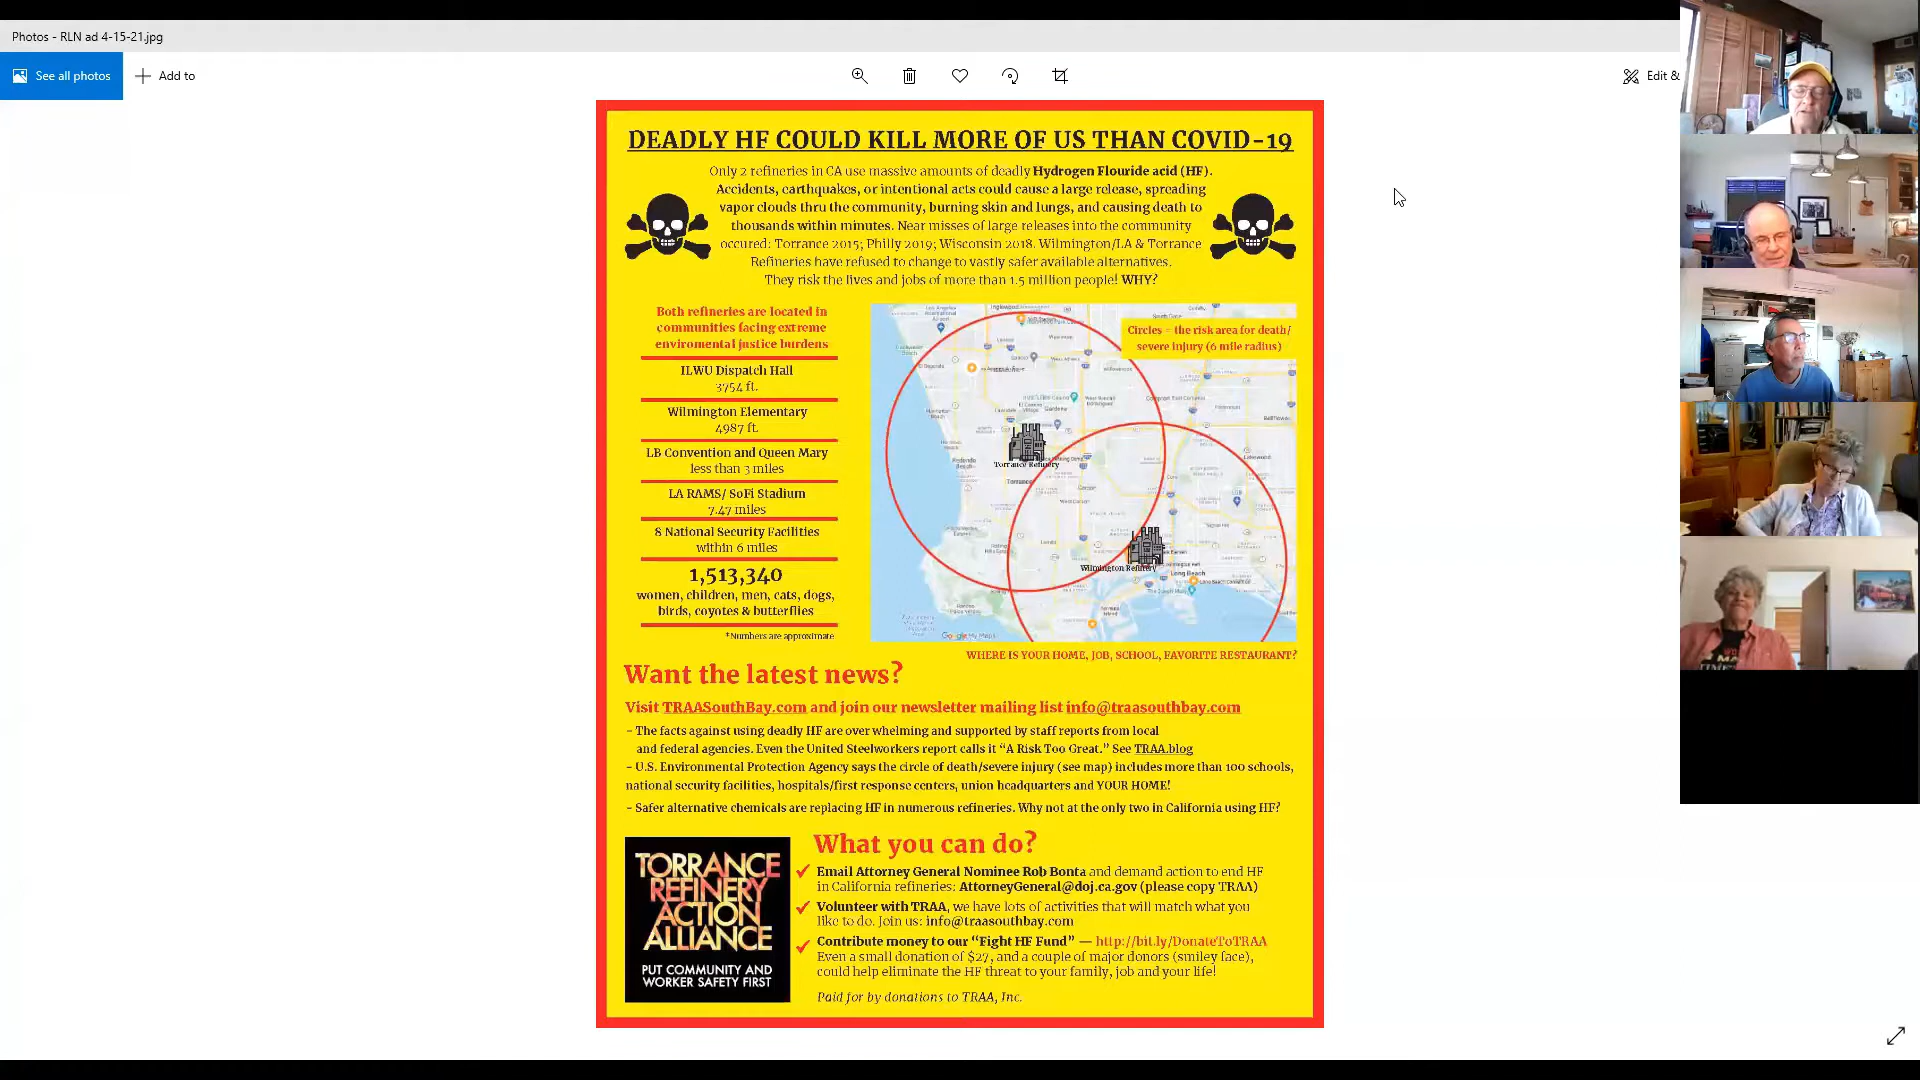 Photos - RLN ad 4-15-21.jpg
See all photos
Add to
Edit &
DEADLY HF COULD KILL MORE OF US THAN COVID-19
Only 2 refineries in CA use massive amounts of deadly Hydrogen Flouride acid (HF).
Accidents, earthquakes, or intentional acts could cause a large release, spreading
vapor clouds thru the community, burning skin and lungs, and causing death to
thousands within minutes. Near misses of large releases into the community
occured: Torrance 2015; Philly 2019; Wisconsin 2018. Wilmington/LA & Torrance
Refineries have refused to change to vastly safer available alternatives.
They risk the lives and jobs of more than 1.5 million people! WHY?
Both refineries are located in
communities facing extreme
enviromental justice burdens
ILWU Dispatch Hall
3754 ft.
Wilmington Elementary
4987 ft.
LB Convention and Queen Mary
less than 3 miles
LA RAMS/ SoFi Stadium
7.47 miles
8 National Security Facilities
within 6 miles
1,513,340
women, children, men, cats, dogs,
birds, coyotes & butterflies
*Numbers are approximate
Circles = the risk area for death/
severe injury (6 mile radius)
Torrance Refinery
Torrance
Wilmington Refinery
Long Beach
Google My Maps
WHERE IS YOUR HOME, JOB, SCHOOL, FAVORITE RESTAURANT?
Want the latest news?
Visit TRAASouthBay.com and join our newsletter mailing list info@traasouthbay.com
- The facts against using deadly HF are over whelming and supported by staff reports from local
and federal agencies. Even the United Steelworkers report calls it “A Risk Too Great.” See TRAA.blog
- U.S. Environmental Protection Agency says the circle of death/severe injury (see map) includes more than 100 schools,
national security facilities, hospitals/first response centers, union headquarters and YOUR HOME!
- Safer alternative chemicals are replacing HF in numerous refineries. Why not at the only two in California using HF?
TORRANCE
REFINERY
ACTION
ALLIANCE
PUT COMMUNITY AND
WORKER SAFETY FIRST
What you can do?
Email Attorney General Nominee Rob Bonta and demand action to end HF
in California refineries: AttorneyGeneral@doj.ca.gov (please copy TRAA)
Volunteer with TRAA, we have lots of activities that will match what you
like to do. Join us: info@traasouthbay.com
Contribute money to our “Fight HF Fund” — http://bit.ly/DonateToTRAA
Even a small donation of $27, and a couple of major donors (smiley face),
could help eliminate the HF threat to your family, job and your life!
Paid for by donations to TRAA, Inc.